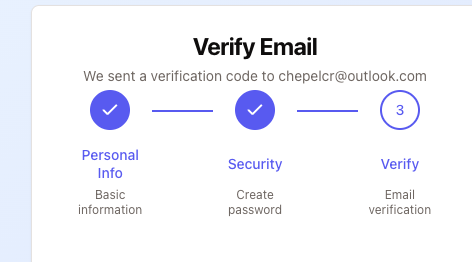 Verify Email
We sent a verification code to chepelcr@outlook.com
3
Personal
Info
Security
Verify
Basic
information
Create
password
Email
verification